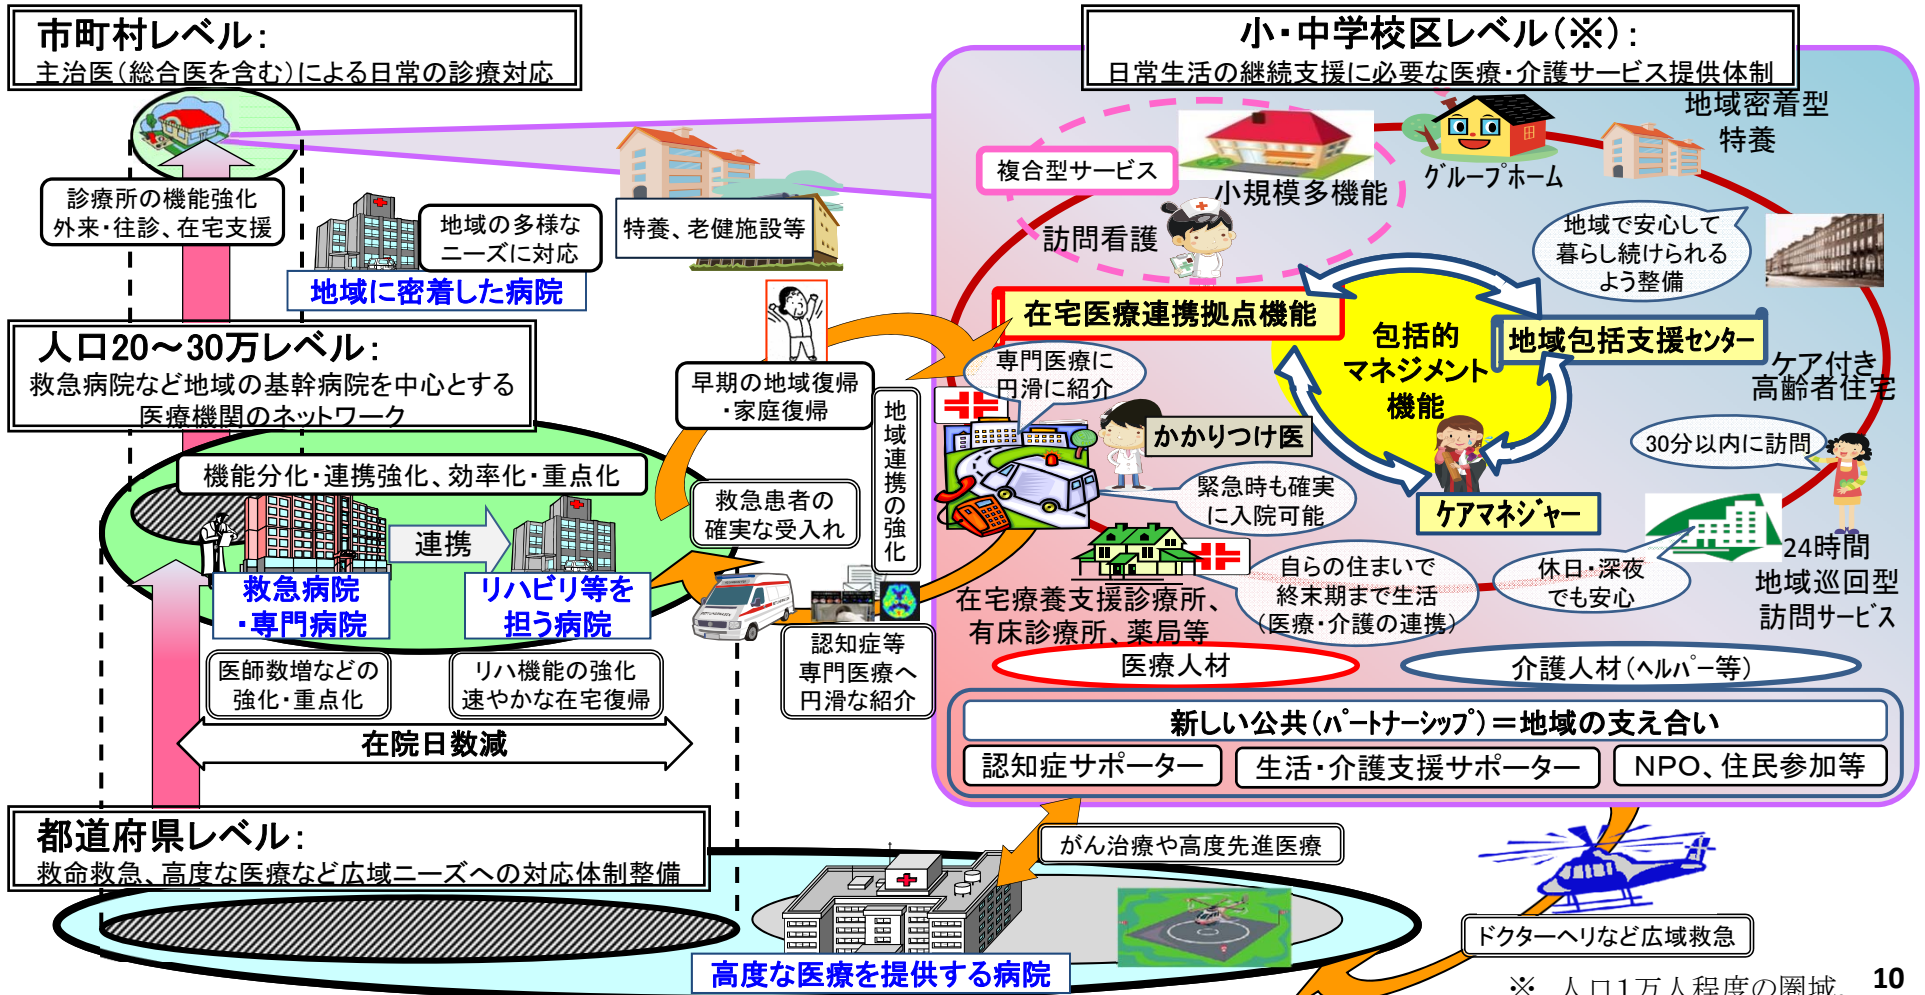 市町村レベル：
主治医（総合医を含む）による日常の診療対応
診療所の機能強化
外来・往診、在宅支援
地域の多様な
ニーズに対応
地域に密着した病院
特養、老健施設等
人口20～30万レベル：
救急病院など地域の基幹病院を中心とする
医療機関のネットワーク
機能分化・連携強化、効率化・重点化
連携
救急病院
・専門病院
リハビリ等を
担う病院
医師数増などの
強化・重点化
リハ機能の強化
速やかな在宅復帰
在院日数減
早期の地域復帰
・家庭復帰
地域連携の強化
救急患者の
確実な受入れ
認知症等
専門医療へ
円滑な紹介
都道府県レベル：
救命救急、高度な医療など広域ニーズへの対応体制整備
高度な医療を提供する病院
がん治療や高度先進医療
ドクターヘリなど広域救急
小・中学校区レベル（※）：
日常生活の継続支援に必要な医療・介護サービス提供体制
複合型サービス
小規模多機能
訪問看護
グループホーム
地域密着型
特養
地域で安心して
暮らし続けられる
よう整備
在宅医療連携拠点機能
包括的
マネジメント
機能
地域包括支援センター
ケア付き
高齢者住宅
専門医療に
円滑に紹介
かかりつけ医
緊急時も確実
に入院可能
ケアマネジャー
30分以内に訪問
24時間
地域巡回型
訪問サービス
休日・深夜
でも安心
自らの住まいで
終末期まで生活
（医療・介護の連携）
在宅療養支援診療所、
有床診療所、薬局等
医療人材
介護人材（ヘルパー等）
新しい公共（パートナーシップ）＝地域の支え合い
認知症サポーター
生活・介護支援サポーター
NPO、住民参加等
※　人口1万人程度の圏域。
10